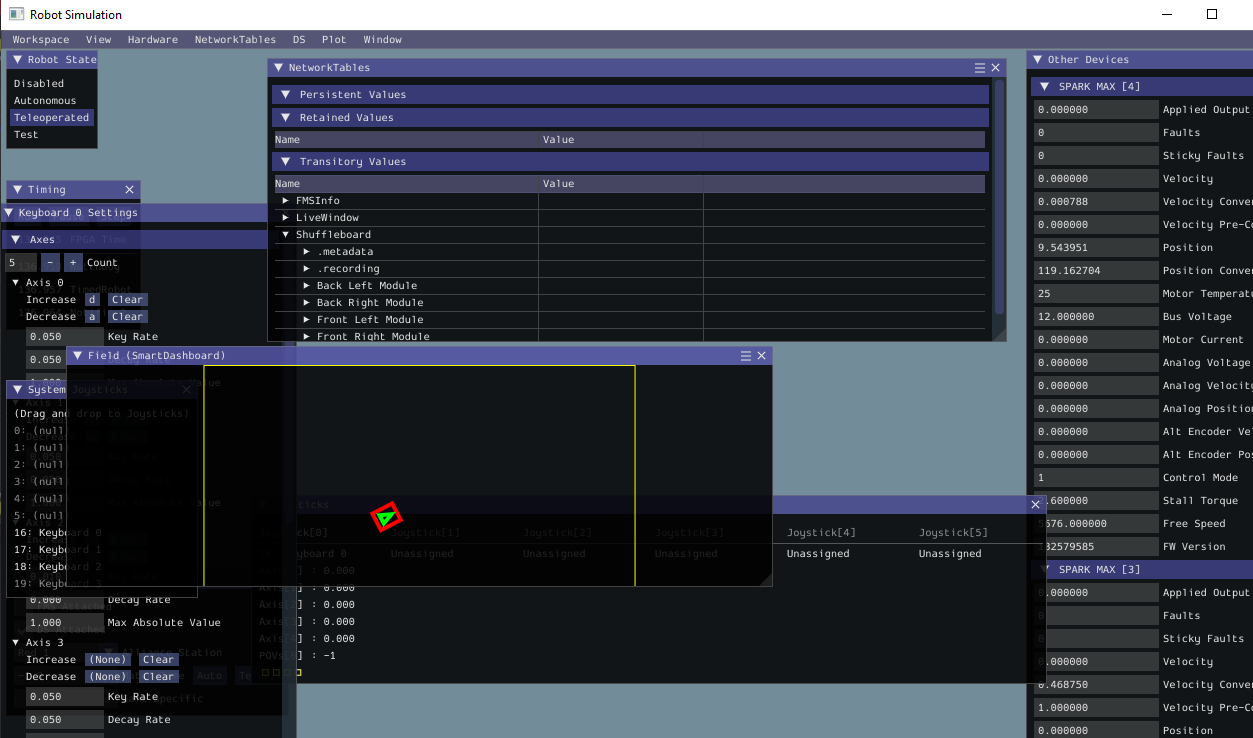 Robot Simulation
Workspace View Hardware NetworkTables DS Plot Window
Robot State
Disabled
Autonomous
Teleoperated
Test
Timing
Keyboard 0 Settings
Axes
FPGA Time
5 - + Count
136.957 TimedRobot
Axis 0
Increase d Clear
Decrease a Clear
0.050 Key Rate
0.050
System Joysticks
(Drag and drop to Joysticks)
0: (null
1: (null
2: (null
3: (null
4: (null
5: (null
16: Keyboard 0
17: Keyboard 1
18: Keyboard 2
19: Keyboard 3
0.000 Decay Rate
1.000 Max Absolute Value
Axis 3
Station
Increase (None) Clear
Decrease (None) Clear
Auto
0.050 Key Rate
0.050 Decay Rate
NetworkTables
Persistent Values
Retained Values
Name Value
Transitory Values
Name Value
FMSInfo
LiveWindow
Shuffleboard
.metadata
.recording
Back Left Module
Back Right Module
Front Left Module
Front Right Module
Field (SmartDashboard)
Joystick[1] Joystick[2] Joystick[3] Joystick[4] Joystick[5]
Keyboard 0 Unassigned Unassigned Unassigned Unassigned Unassigned
] : 0.000
] : 0.000
Axis[2] : 0.000
Axis[3] : 0.000
Axis[4] : 0.000
POVs[0] : -1
Other Devices
SPARK MAX [4]
0.000000 Applied Output
0 Faults
0 Sticky Faults
0.000000 Velocity
0.000788 Velocity Conver
0.000000 Velocity Pre-Co
9.543951 Position
119.162704 Position Conver
25 Motor Temperatu
12.000000 Bus Voltage
0.000000 Motor Current
0.000000 Analog Voltage
0.000000 Analog Velocity
0.000000 Analog Positio
0.000000 Alt Encoder Ve
0.000000 Alt Encoder Pos
1 Control Mode
.600000 Stall Torque
5676.000000 Free Speed
FW Version
SPARK MAX [3]
0.000000 Applied Output
0 Faults
0 Sticky Faults
0.000000 Velocity
0.468750 Velocity Conver
1.000000 Velocity Pre-Co
0.000000 Position